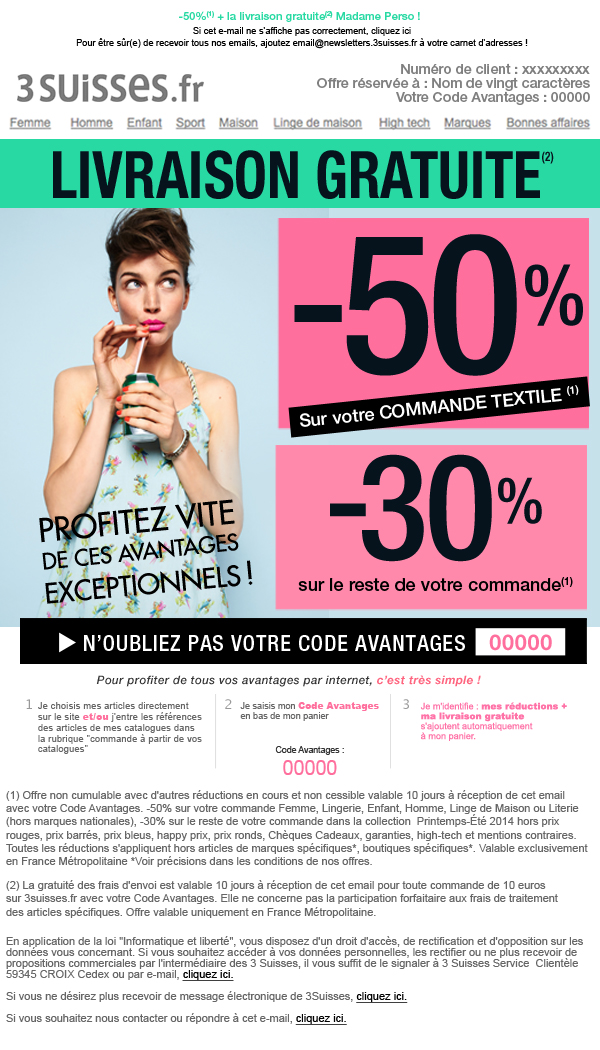 -50%(1) + la livraison gratuite(2) Madame Perso !
Si cet e-mail ne s'affiche pas correctement, cliquez ici
Pour être sûr(e) de recevoir tous nos emails, ajoutez email@newsletters.3suisses.fr à votre carnet d'adresses !
3SUISSES.fr
Numéro de client : xxxxxxxxx
Offre réservée à : Nom de vingt caractères
Votre Code Avantages : 00000
Femme Homme Enfant Sport Maison Linge de maison High tech Marques Bonnes affaires
LIVRAISON GRATUITE(2)
-50%
Sur votre COMMANDE TEXTILE (1)
-30%
sur le reste de votre commande(1)
PROFITEZ VITE
DE CES AVANTAGES
EXCEPTIONNELS !
N'OUBLIEZ PAS VOTRE CODE AVANTAGES 00000
Pour profiter de tous vos avantages par internet, c'est très simple !
1 Je choisis mes articles directement
sur le site et/ou j'entre les références
des articles de mes catalogues dans
la rubrique "commande à partir de vos
catalogues"
2 Je saisis mon Code Avantages
en bas de mon panier
Code Avantages :
00000
3 Je m'identifie : mes réductions +
ma livraison gratuite
s'ajoutent automatiquement
à mon panier.
(1) Offre non cumulable avec d'autres réductions en cours et non cessible valable 10 jours à réception de cet email
avec votre Code Avantages. -50% sur votre commande Femme, Lingerie, Enfant, Homme, Linge de Maison ou Literie
(hors marques nationales), -30% sur le reste de votre commande dans la collection Printemps-Été 2014 hors prix
rouges, prix barrés, prix bleus, happy prix, prix ronds, Chèques Cadeaux, garanties, high-tech et mentions contraires.
Toutes les réductions s'appliquent hors articles de marques spécifiques*, boutiques spécifiques*. Valable exclusivement
en France Métropolitaine *Voir précisions dans les conditions de nos offres.
(2) La gratuité des frais d'envoi est valable 10 jours à réception de cet email pour toute commande de 10 euros
sur 3suisses.fr avec votre Code Avantages. Elle ne concerne pas la participation forfaitaire aux frais de traitement
des articles spécifiques. Offre valable uniquement en France Métropolitaine.
En application de la loi "Informatique et liberté", vous disposez d'un droit d'accès, de rectification et d'opposition sur les
données vous concernant. Si vous souhaitez accéder à vos données personnelles, les rectifier ou ne plus recevoir de
propositions commerciales par l'intermédiaire des 3 Suisses, il vous suffit de le signaler à 3 Suisses Service Clientèle
59345 CROIX Cedex ou par e-mail, cliquez ici.
Si vous ne désirez plus recevoir de message électronique de 3Suisses, cliquez ici.
Si vous souhaitez nous contacter ou répondre à cet e-mail, cliquez ici.